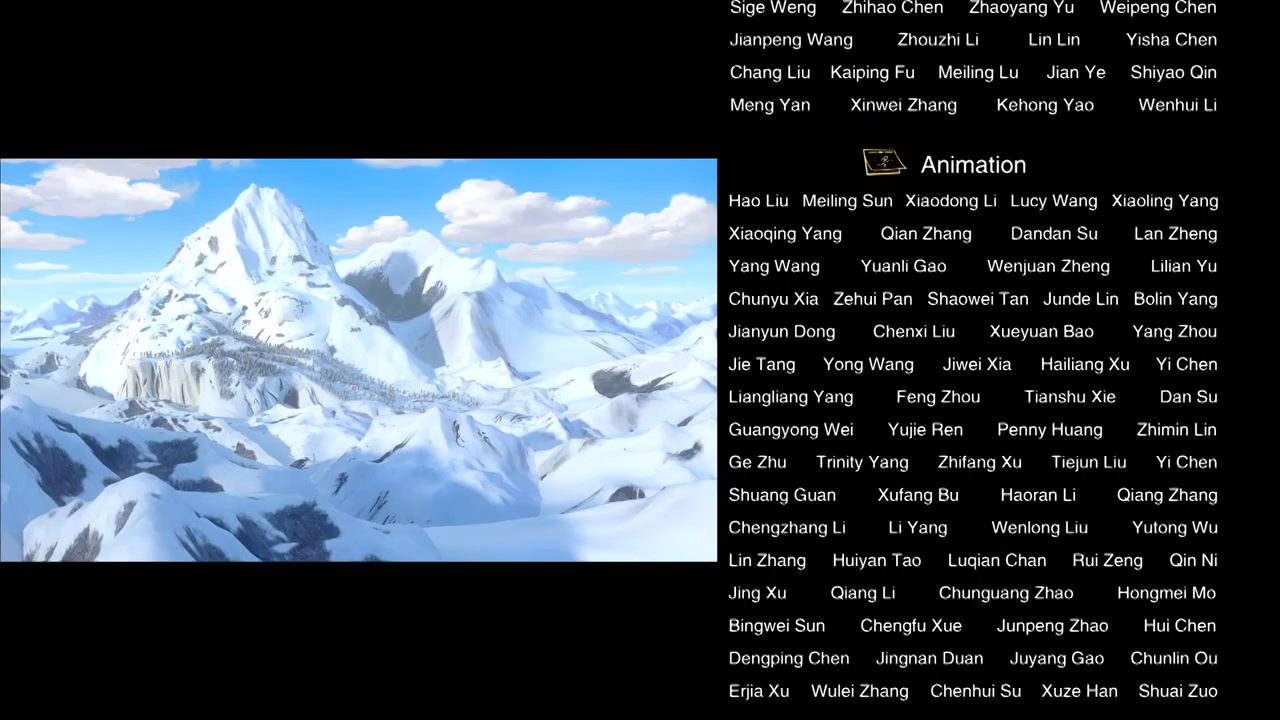 Sige Weng Zhihao Chen Zhaoyang Yu Weipeng Chen
Jianpeng Wang Zhouzhi Li Lin Lin Yisha Chen
Chang Liu Kaiping Fu Meiling Lu Jian Ye Shiyao Qin
Meng Yan Xinwei Zhang Kehong Yao Wenhui Li
Animation
Hao Liu Meiling Sun Xiaodong Li Lucy Wang Xiaoling Yang
Xiaoqing Yang Qian Zhang Dandan Su Lan Zheng
Yang Wang Yuanli Gao Wenjuan Zheng Lilian Yu
Chunyu Xia Zehui Pan Shaowei Tan Junde Lin Bolin Yang
Jianyun Dong Chenxi Liu Xueyuan Bao Yang Zhou
Jie Tang Yong Wang Jiwei Xia Hailiang Xu Yi Chen
Liangliang Yang Feng Zhou Tianshu Xie Dan Su
Guangyong Wei Yujie Ren Penny Huang Zhimin Lin
Ge Zhu Trinity Yang Zhifang Xu Tiejun Liu Yi Chen
Shuang Guan Xufang Bu Haoran Li Qiang Zhang
Chengzhang Li Li Yang Wenlong Liu Yutong Wu
Lin Zhang Huiyan Tao Luqian Chan Rui Zeng Qin Ni
Jing Xu Qiang Li Chunguang Zhao Hongmei Mo
Bingwei Sun Chengfu Xue Junpeng Zhao Hui Chen
Dengping Chen Jingnan Duan Juyang Gao Chunlin Ou
Erjia Xu Wulei Zhang Chenhui Su Xuze Han Shuai Zuo